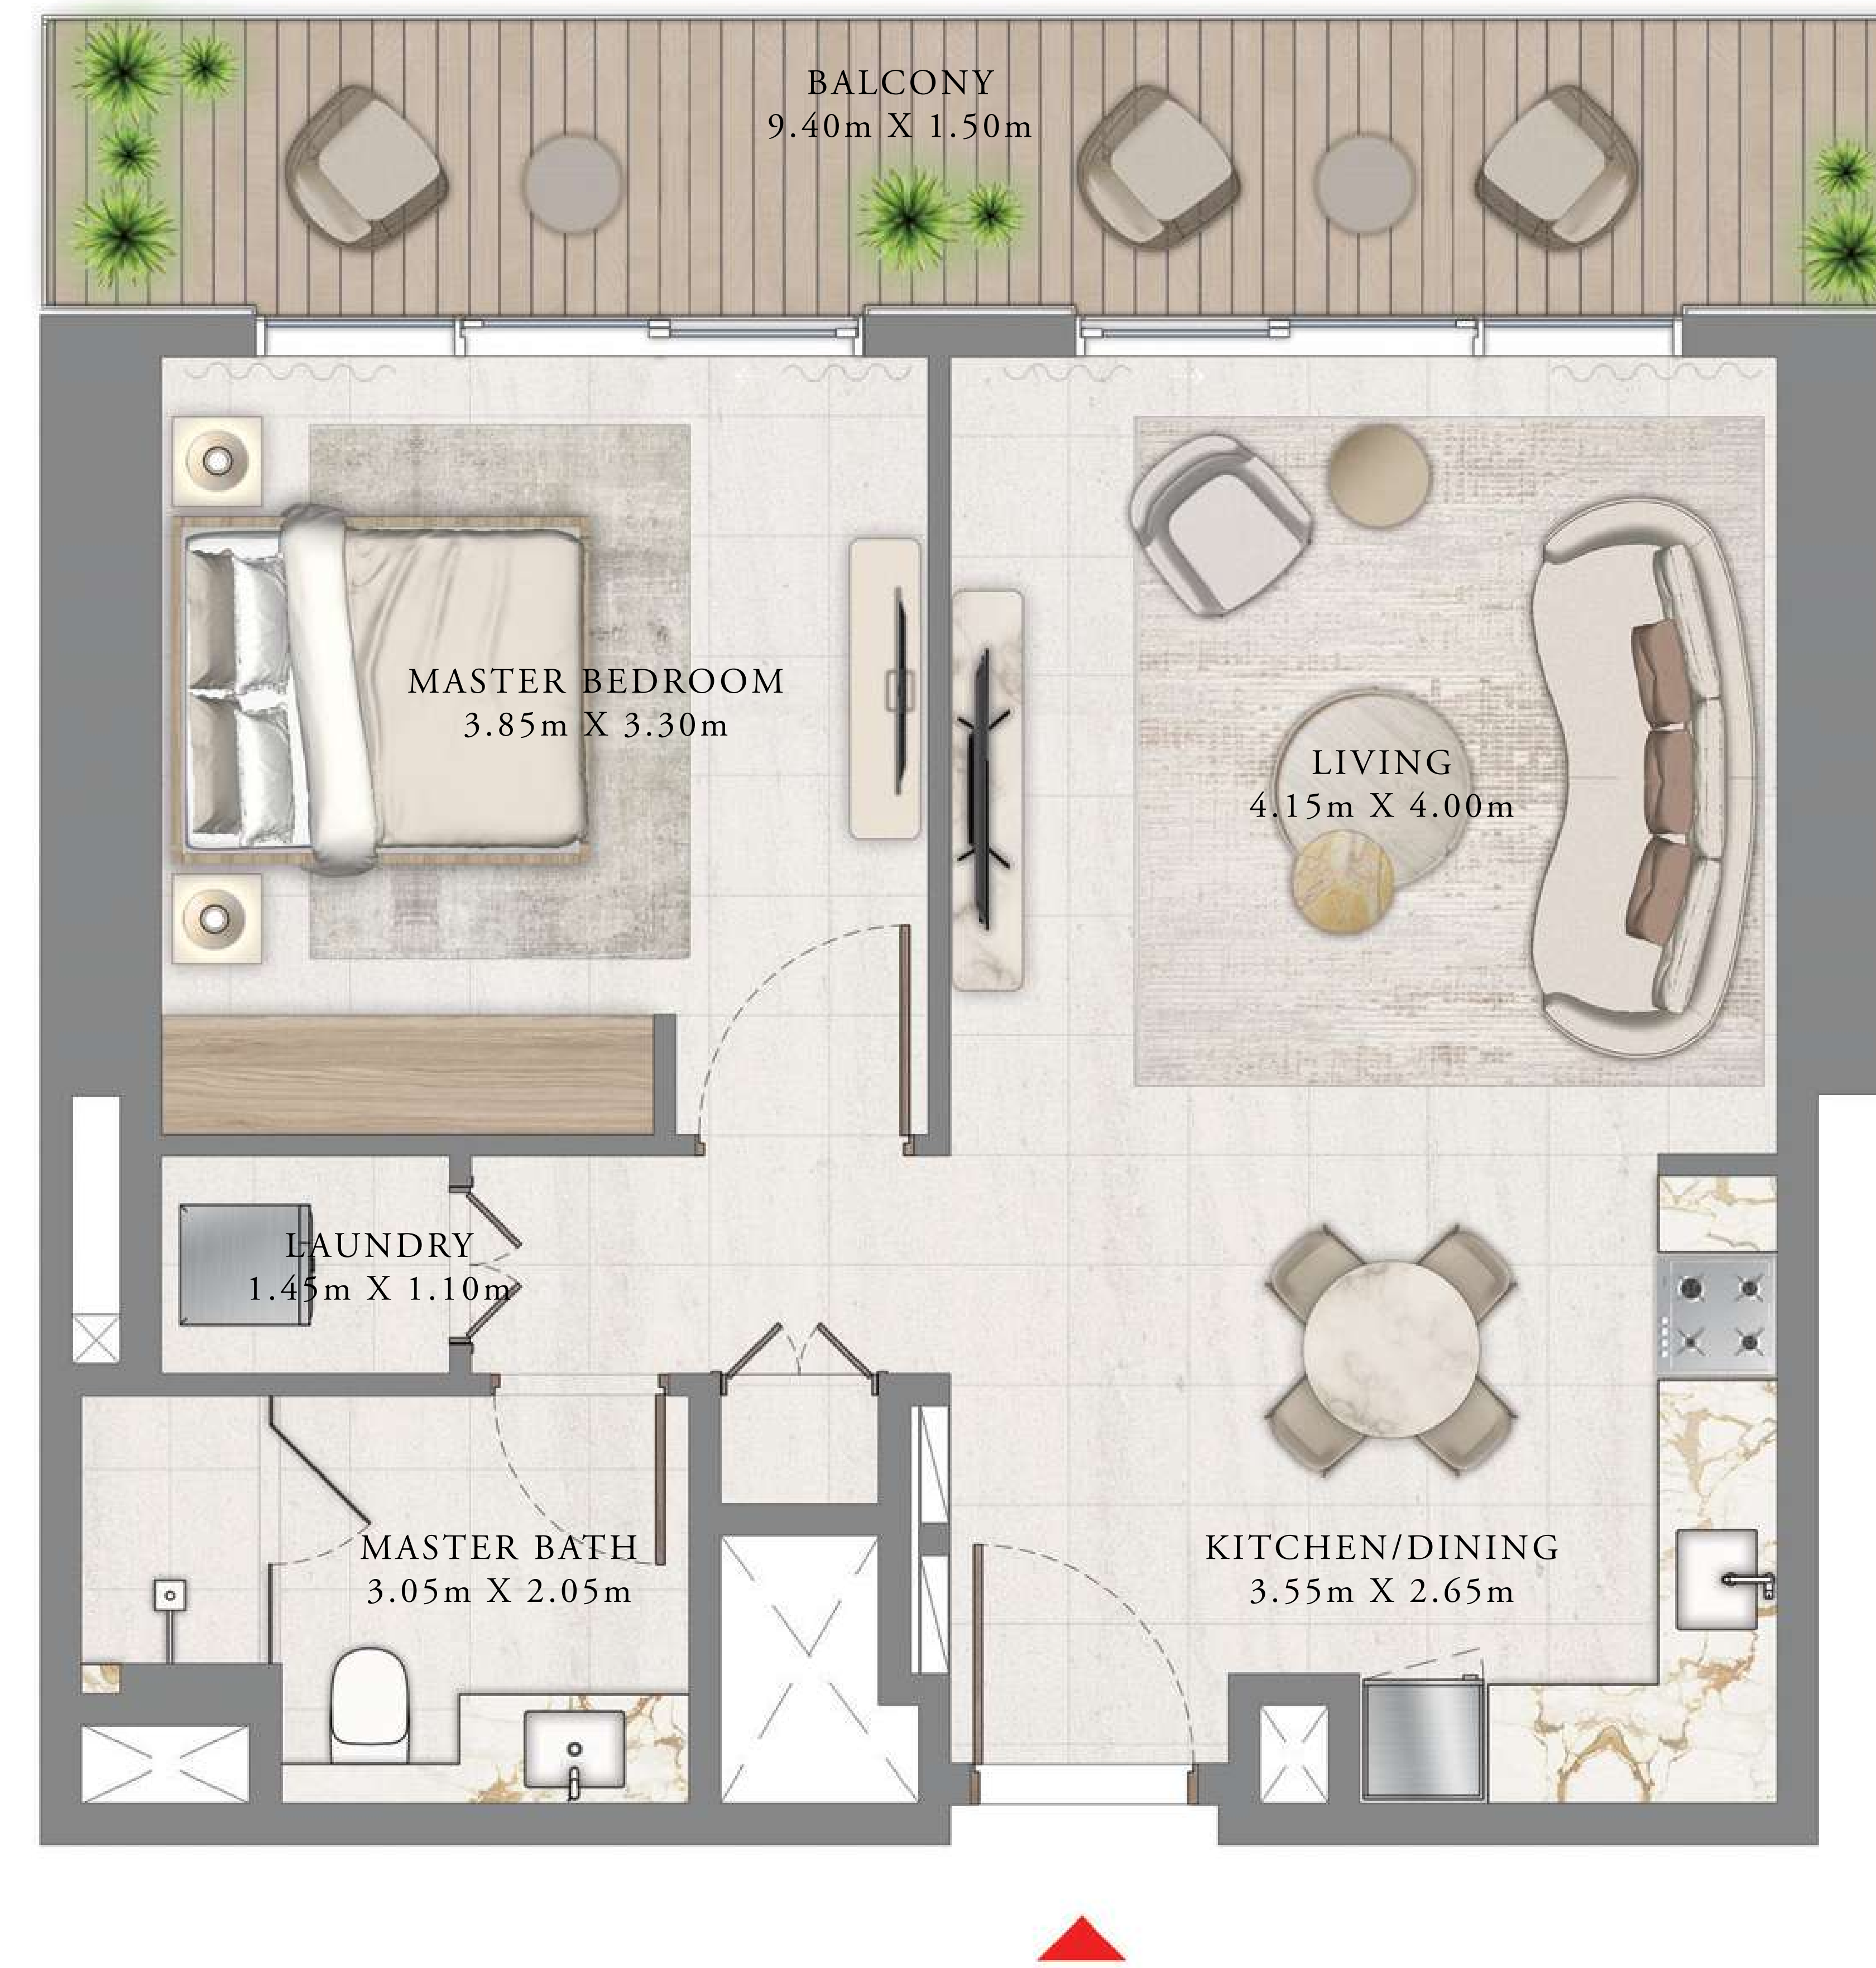 BALCONY
9.40m X 1.50m
MASTER BEDROOM
3.85m X 3.30m
LIVING
4.15m X 4.00m
LAUNDRY
1.45m X 1.10m
MASTER BATH
3.05m X 2.05m
KITCHEN/DINING
3.55m X 2.65m